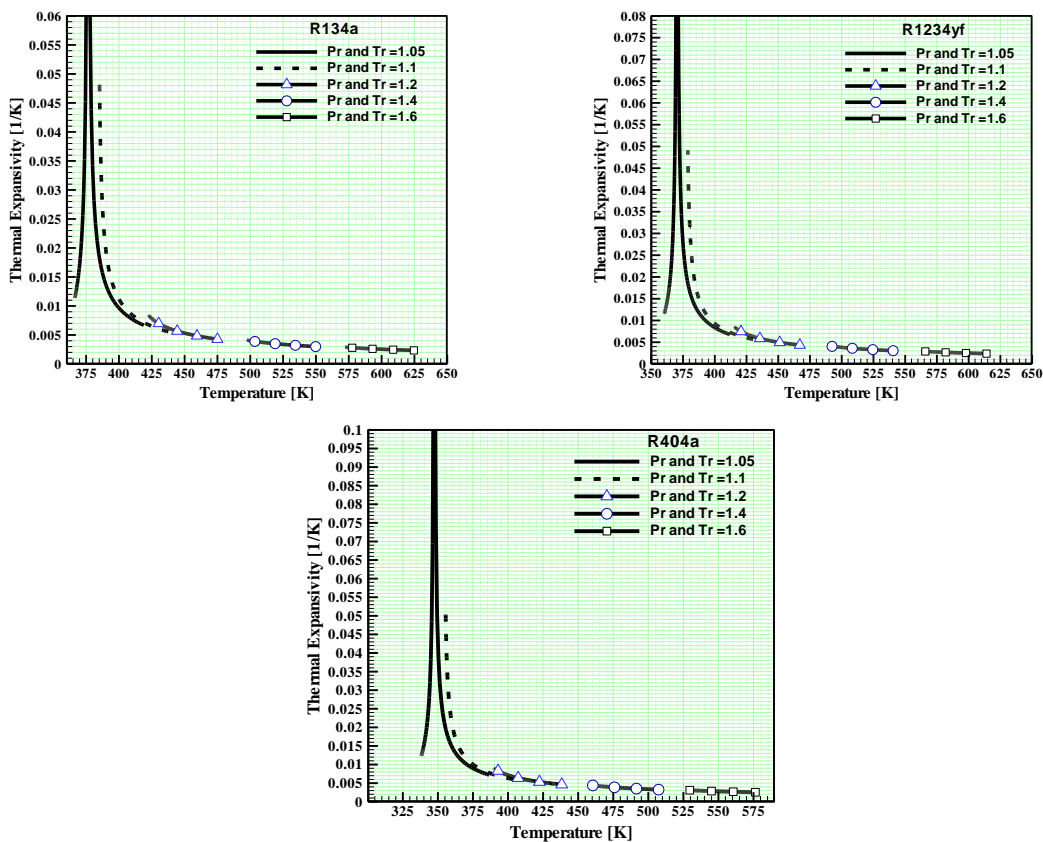 R134a
Pr and Tr =1.05
Pr and Tr =1.1
Pr and Tr =1.2
Pr and Tr =1.4
Pr and Tr =1.6
Thermal Expansivity [1/K]
0.06
0.055
0.05
0.045
0.04
0.035
0.03
0.025
0.02
0.015
0.01
0.005
0
375 400 425 450 475 500 525 550 575 600 625 650
Temperature [K]
R1234yf
Pr and Tr =1.05
Pr and Tr =1.1
Pr and Tr =1.2
Pr and Tr =1.4
Pr and Tr =1.6
Thermal Expansivity [1/K]
0.08
0.075
0.07
0.065
0.06
0.055
0.05
0.045
0.04
0.035
0.03
0.025
0.02
0.015
0.01
0.005
0
350 375 400 425 450 475 500 525 550 575 600 625 650
Temperature [K]
R404a
Pr and Tr =1.05
Pr and Tr =1.1
Pr and Tr =1.2
Pr and Tr =1.4
Pr and Tr =1.6
Thermal Expansivity [1/K]
0.1
0.095
0.09
0.085
0.08
0.075
0.07
0.065
0.06
0.055
0.05
0.045
0.04
0.035
0.03
0.025
0.02
0.015
0.01
0.005
0
325 350 375 400 425 450 475 500 525 550 575
Temperature [K]